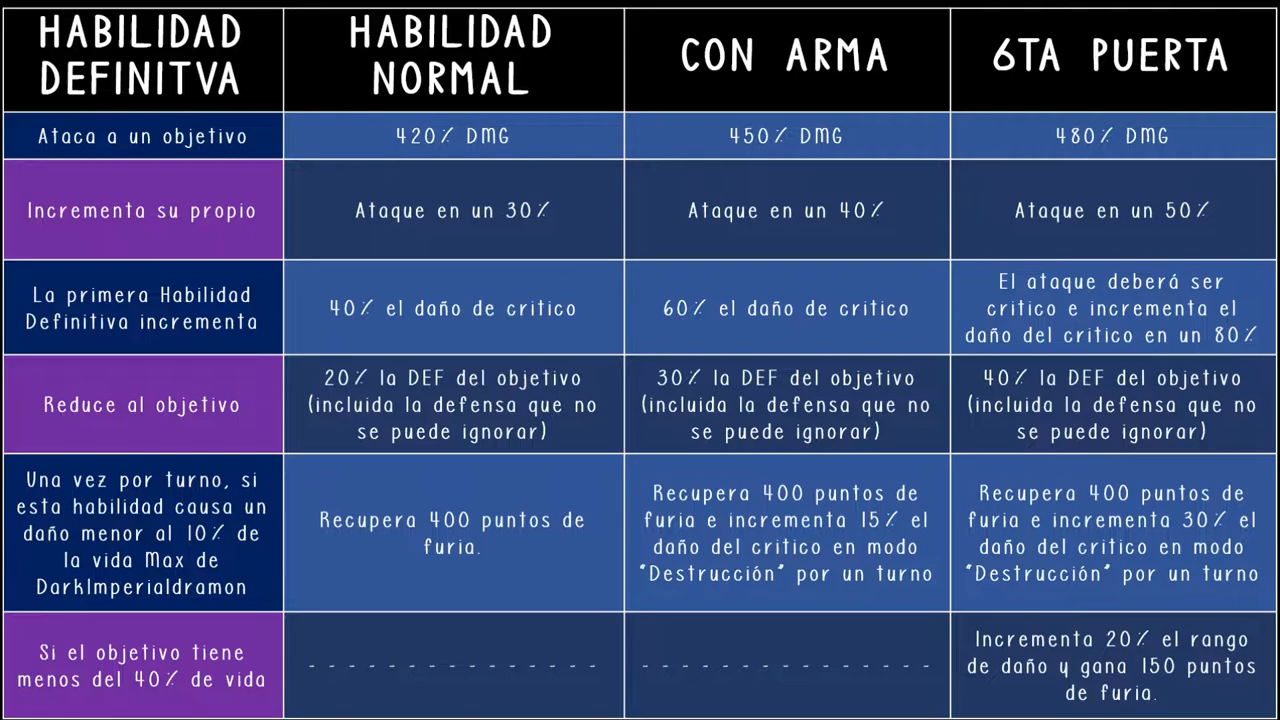 HABILIDAD
DEFINITVA
HABILIDAD
NORMAL
CON ARMA
6TA PUERTA
Ataca a un objetivo
420% DMG
450% DMG
480% DMG
Incrementa su propio
Ataque en un 30%
Ataque en un 40%
Ataque en un 50%
La primera Habilidad
Definitiva incrementa
40% el daño de critico
60% el daño de critico
El ataque deberá ser
critico e incrementa el
daño del critico en un 80%
Reduce al objetivo
20% la DEF del objetivo
(incluida la defensa que no
se puede ignorar)
30% la DEF del objetivo
(incluida la defensa que no
se puede ignorar)
40% la DEF del objetivo
(incluida la defensa que no
se puede ignorar)
Una vez por turno, si
esta habilidad causa un
daño menor al 10% de
la vida Max de
DarkImperialdramon
Recupera 400 puntos de
furia.
Recupera 400 puntos de
furia e incrementa 15% el
daño del critico en modo
"Destrucción" por un turno
Recupera 400 puntos de
furia e incrementa 30% el
daño del critico en modo
"Destrucción" por un turno
Si el objetivo tiene
menos del 40% de vida
- - - - - - - - - - - - - - - -
- - - - - - - - - - - - - - - -
Incrementa 20% el rango
de daño y gana 150 puntos
de furia.